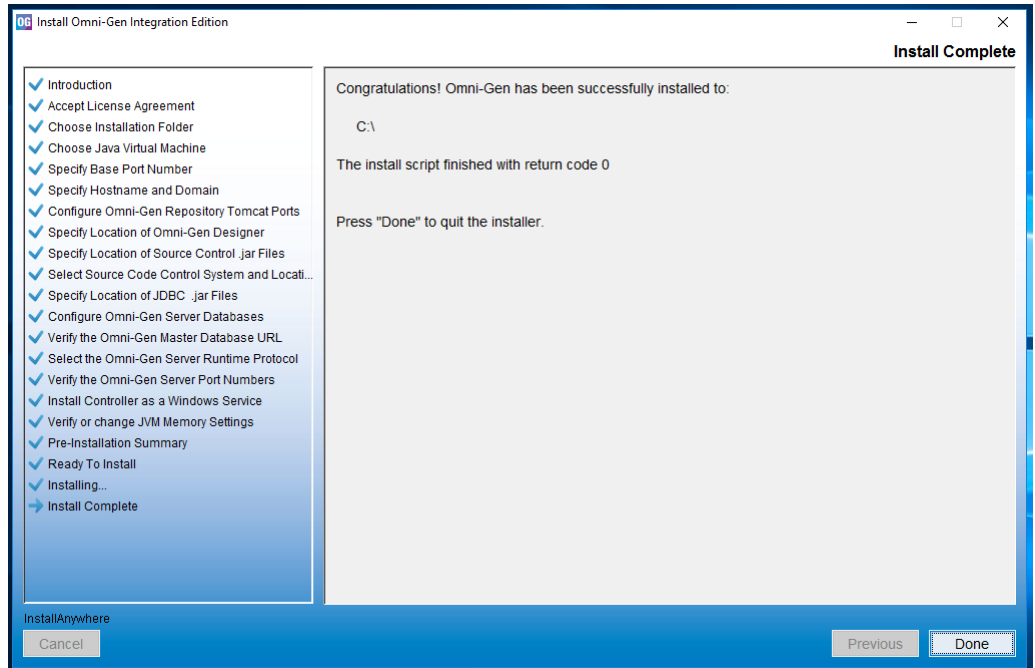 OG Install Omni-Gen Integration Edition
Install Complete
Introduction
Accept License Agreement
Choose Installation Folder
Choose Java Virtual Machine
Specify Base Port Number
Specify Hostname and Domain
Configure Omni-Gen Repository Tomcat Ports
Specify Location of Omni-Gen Designer
Specify Location of Source Control .jar Files
Select Source Code Control System and Locati...
Specify Location of JDBC .jar Files
Configure Omni-Gen Server Databases
Verify the Omni-Gen Master Database URL
Select the Omni-Gen Server Runtime Protocol
Verify the Omni-Gen Server Port Numbers
Install Controller as a Windows Service
Verify or change JVM Memory Settings
Pre-Installation Summary
Ready To Install
Installing...
Install Complete
Congratulations! Omni-Gen has been successfully installed to:
C:\
The install script finished with return code 0
Press "Done" to quit the installer.
InstallAnywhere
Cancel
Previous
Done